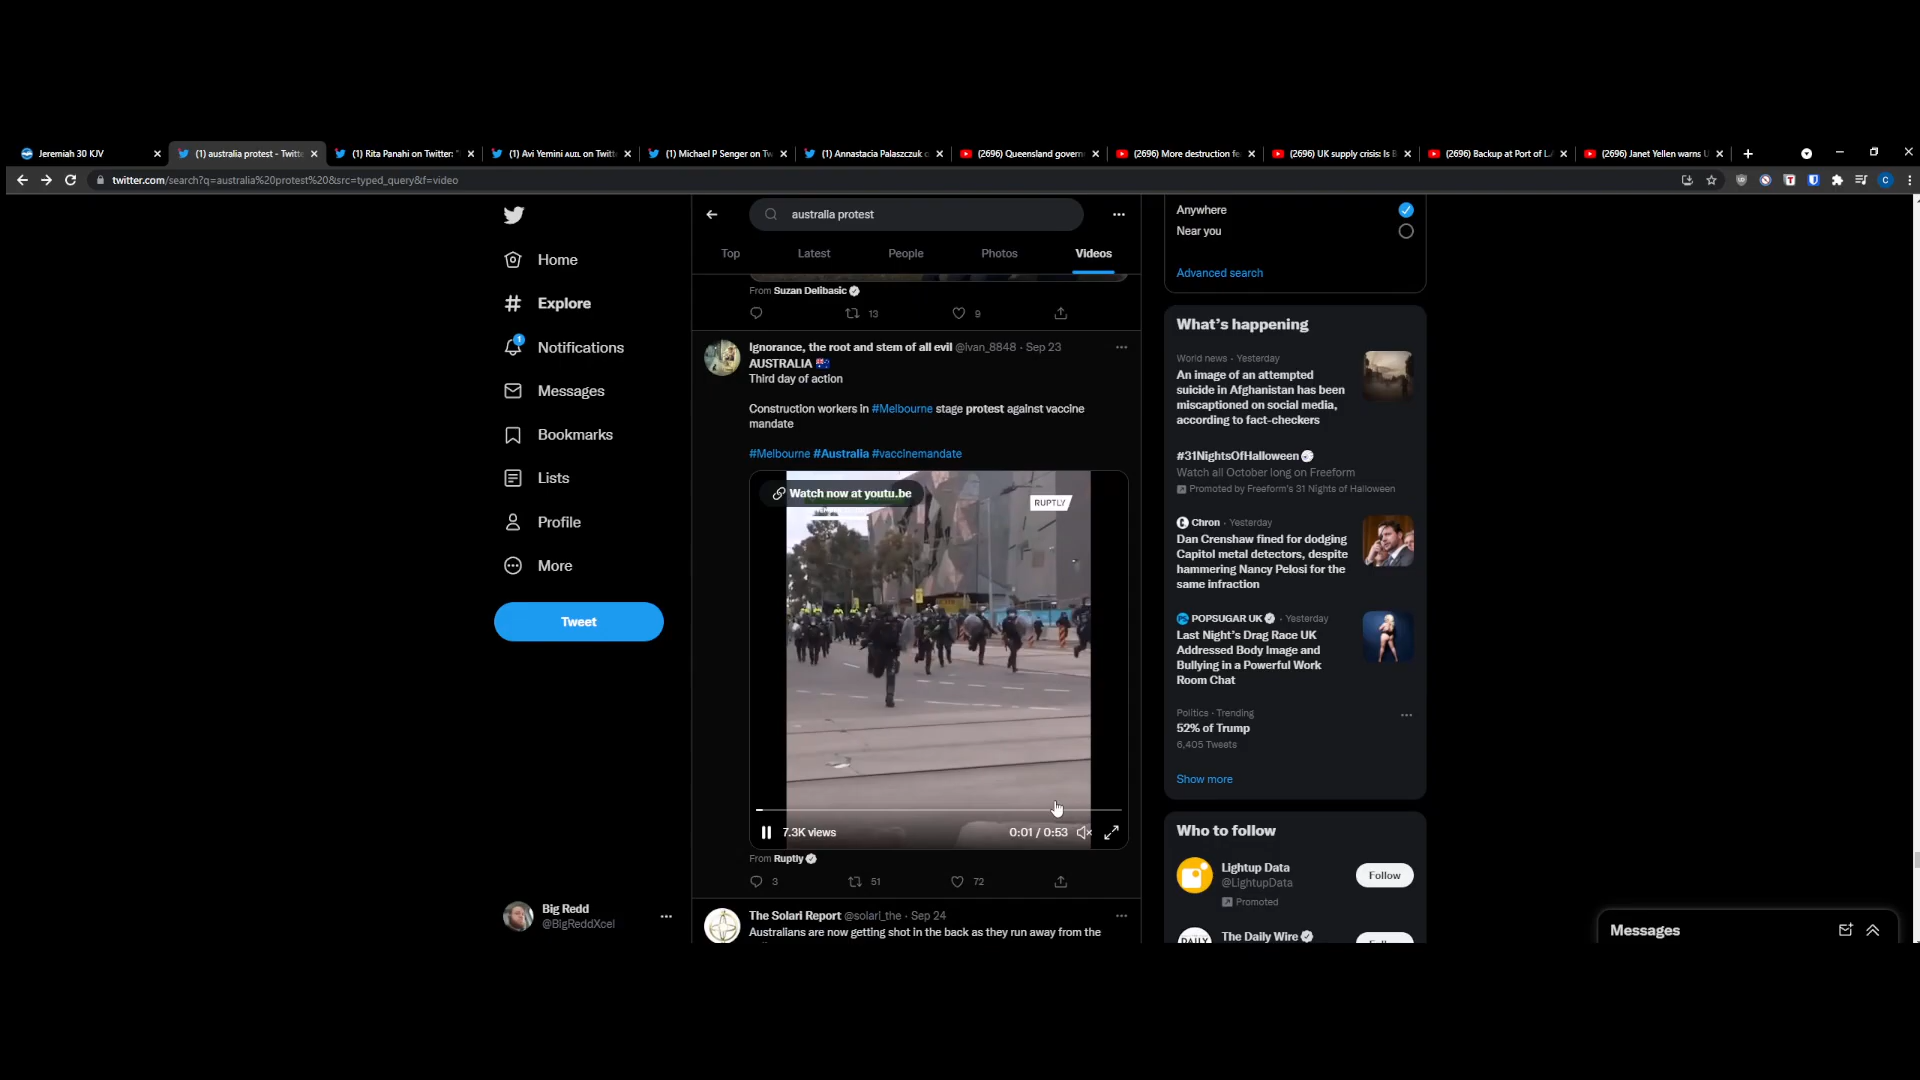 Jeremiah 30 KJV
(1) australia protest - Twitte
(1) Rita Panahi on Twitter: "
(1) Avi Yemini on Twitt
(1) Michael P Senger on Tw
(1) Annastacia Palaszczuk o
(2696) Queensland govern
(2696) More destruction fe
(2696) UK supply crisis: Is B
(2696) Backup at Port of L
(2696) Janet Yellen warns U
twitter.com/search?q=australia%20protest%20&src=typed_query&f=video
Home
Explore
1
Notifications
Messages
Bookmarks
Lists
Profile
More
Tweet
Big Redd
@BigReddXcel
australia protest
Top
Latest
People
Photos
Videos
From Suzan Delibasic
13
9
Ignorance, the root and stem of all evil @ivan_8848 · Sep 23
AUSTRALIA
Third day of action
Construction workers in #Melbourne stage protest against vaccine
mandate
#Melbourne #Australia #vaccinemandate
Watch now at youtu.be
RUPTLY
7.3K views
0:01 / 0:53
From Ruptly
3
51
72
The Solari Report @solari_the · Sep 24
Australians are now getting shot in the back as they run away from the
Anywhere
Near you
Advanced search
What's happening
World news · Yesterday
An image of an attempted
suicide in Afghanistan has been
miscaptioned on social media,
according to fact-checkers
#31NightsOfHalloween
Watch all October long on Freeform
Promoted by Freeform's 31 Nights of Halloween
Chron · Yesterday
Dan Crenshaw fined for dodging
Capitol metal detectors, despite
hammering Nancy Pelosi for the
same infraction
POPSUGAR UK · Yesterday
Last Night's Drag Race UK
Addressed Body Image and
Bullying in a Powerful Work
Room Chat
Politics · Trending
52% of Trump
6,405 Tweets
Show more
Who to follow
Lightup Data
@LightupData
Promoted
Follow
DAILY
The Daily Wire
Messages
C